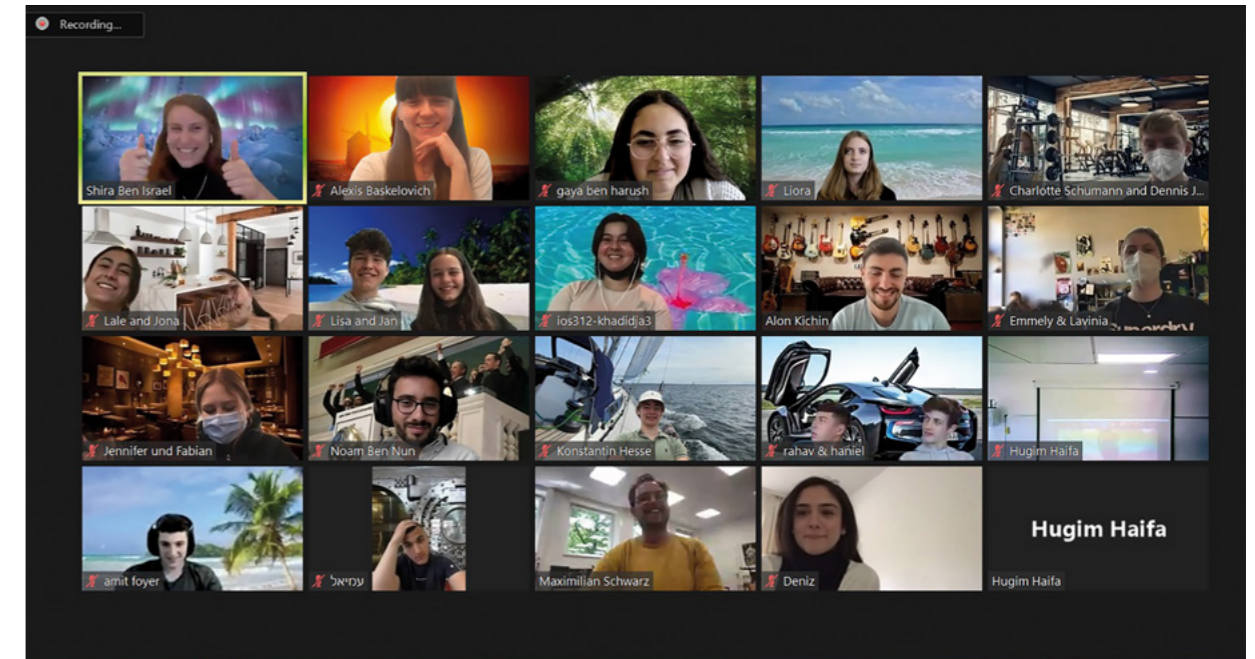 Recording...
Shira Ben Israel
Alexis Baskelovich
gaya ben harush
Liora
Charlotte Schumann and Dennis J...
Lale and Jona
Lisa and Jan
ios312-khadidja3
Alon Kichin
Emmely & Lavinia
uperdry
Jennifer und Fabian
Noam Ben Nun
Konstantin Hesse
rahav & haniel
Hugim Haifa
amit foyer
עמיאל
Maximilian Schwarz
Deniz
Hugim Haifa
Hugim Haifa